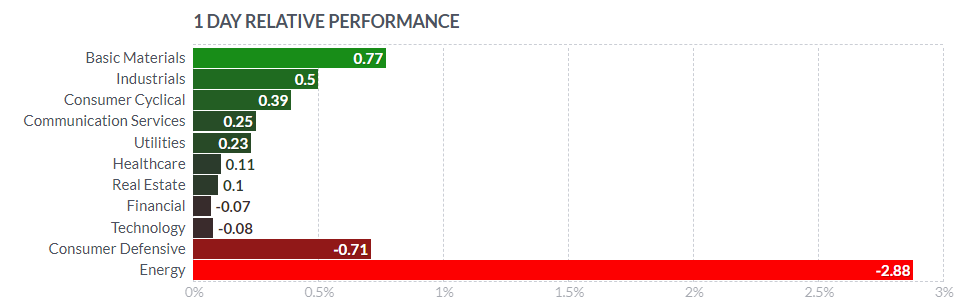 1 DAY RELATIVE PERFORMANCE
Basic Materials 0.77
Industrials 0.5
Consumer Cyclical 0.39
Communication Services 0.25
Utilities 0.23
Healthcare 0.11
Real Estate 0.1
Financial -0.07
Technology -0.08
Consumer Defensive -0.71
Energy -2.88
0% 0.5% 1% 1.5% 2% 2.5% 3%